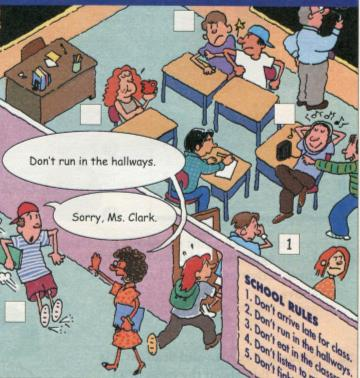 Don't run in the hallways.
Sorry, Ms. Clark.
1
SCHOOL RULES
1. Don't arrive late for class.
2. Don't run in the hallways.
3. Don't eat in the
4. Don't listen to
5. Don't